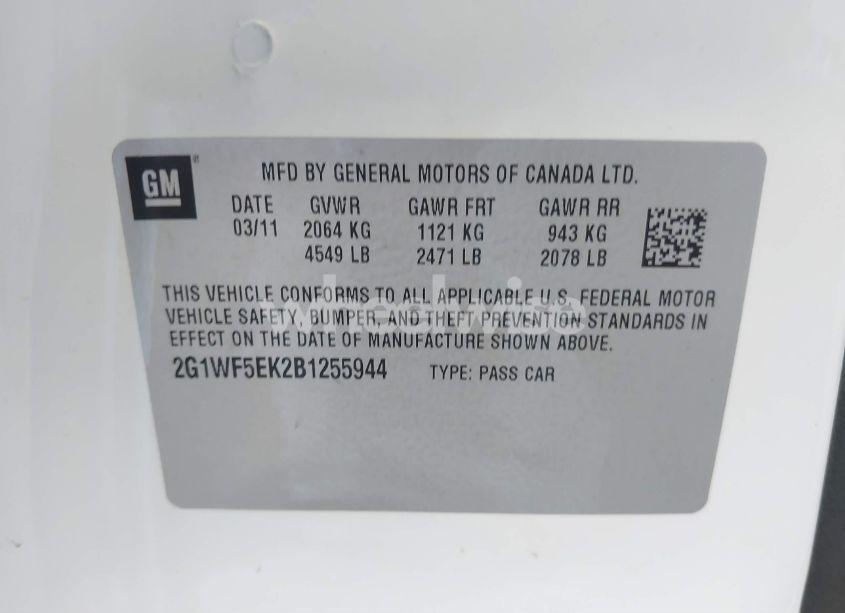 GM
MFD BY GENERAL MOTORS OF CANADA LTD.
DATE GVWR GAWR FRT GAWR RR
03/11 2064 KG 1121 KG 943 KG
4549 LB 2471 LB 2078 LB
THIS VEHICLE CONFORMS TO ALL APPLICABLE U.S. FEDERAL MOTOR
VEHICLE SAFETY, BUMPER, AND THEFT PREVENTION STANDARDS IN
EFFECT ON THE DATE OF MANUFACTURE SHOWN ABOVE.
2G1WF5EK2B1255944 TYPE: PASS CAR
wheelwise